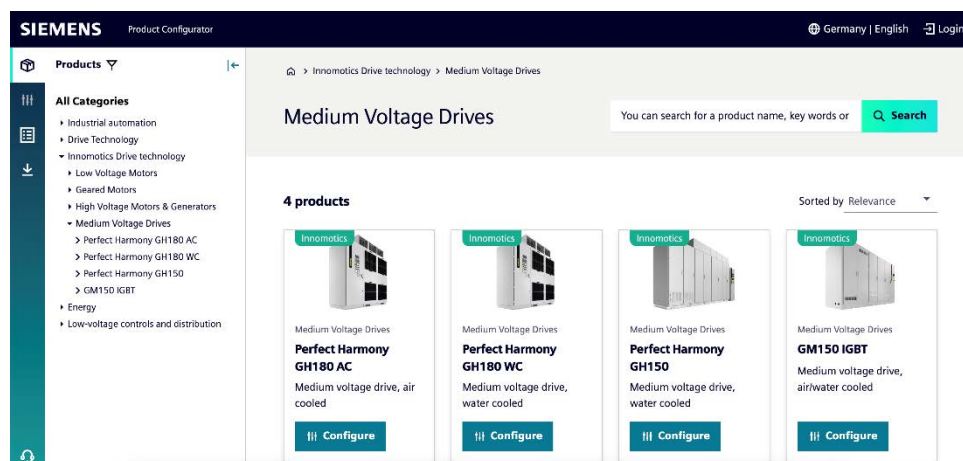 SIEMENS Product Configurator Germany | English Login
Products
All Categories
Industrial automation
Drive Technology
Innomotics Drive technology
Low Voltage Motors
Geared Motors
High Voltage Motors & Generators
Medium Voltage Drives
Perfect Harmony GH180 AC
Perfect Harmony GH180 WC
Perfect Harmony GH150
GM150 IGBT
Energy
Low-voltage controls and distribution
> Innomotics Drive technology > Medium Voltage Drives
Medium Voltage Drives
You can search for a product name, key words or
Search
4 products
Sorted by Relevance
Innomotics
Medium Voltage Drives
Perfect Harmony
GH180 AC
Medium voltage drive, air
cooled
Configure
Innomotics
Medium Voltage Drives
Perfect Harmony
GH180 WC
Medium voltage drive,
water cooled
Configure
Innomotics
Medium Voltage Drives
Perfect Harmony
GH150
Medium voltage drive,
water cooled
Configure
Innomotics
Medium Voltage Drives
GM150 IGBT
Medium voltage drive,
air/water cooled
Configure